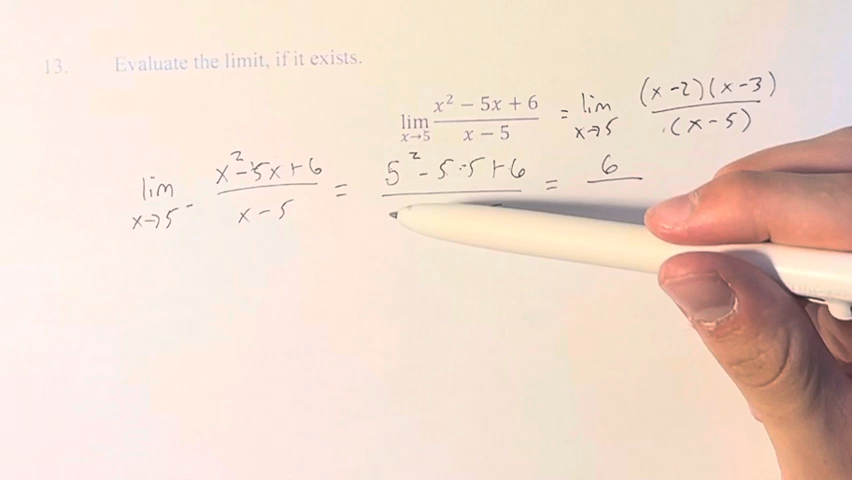 13. Evaluate the limit, if it exists.
lim x→5 (x² − 5x + 6)/(x − 5) = lim x→5 (x−2)(x−3)/(x−5)
lim x→5⁻ (x²−5x+6)/(x−5) = (5²−5·5+6)/ = 6/